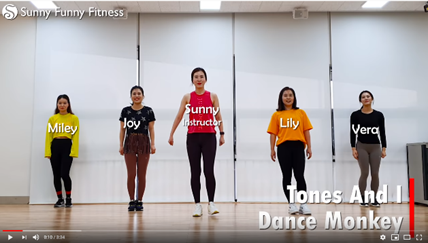 Sunny Funny Fitness
Sunny
Instructor
Miley
Joy
Lily
Vera
Tones And I
Dance Monkey